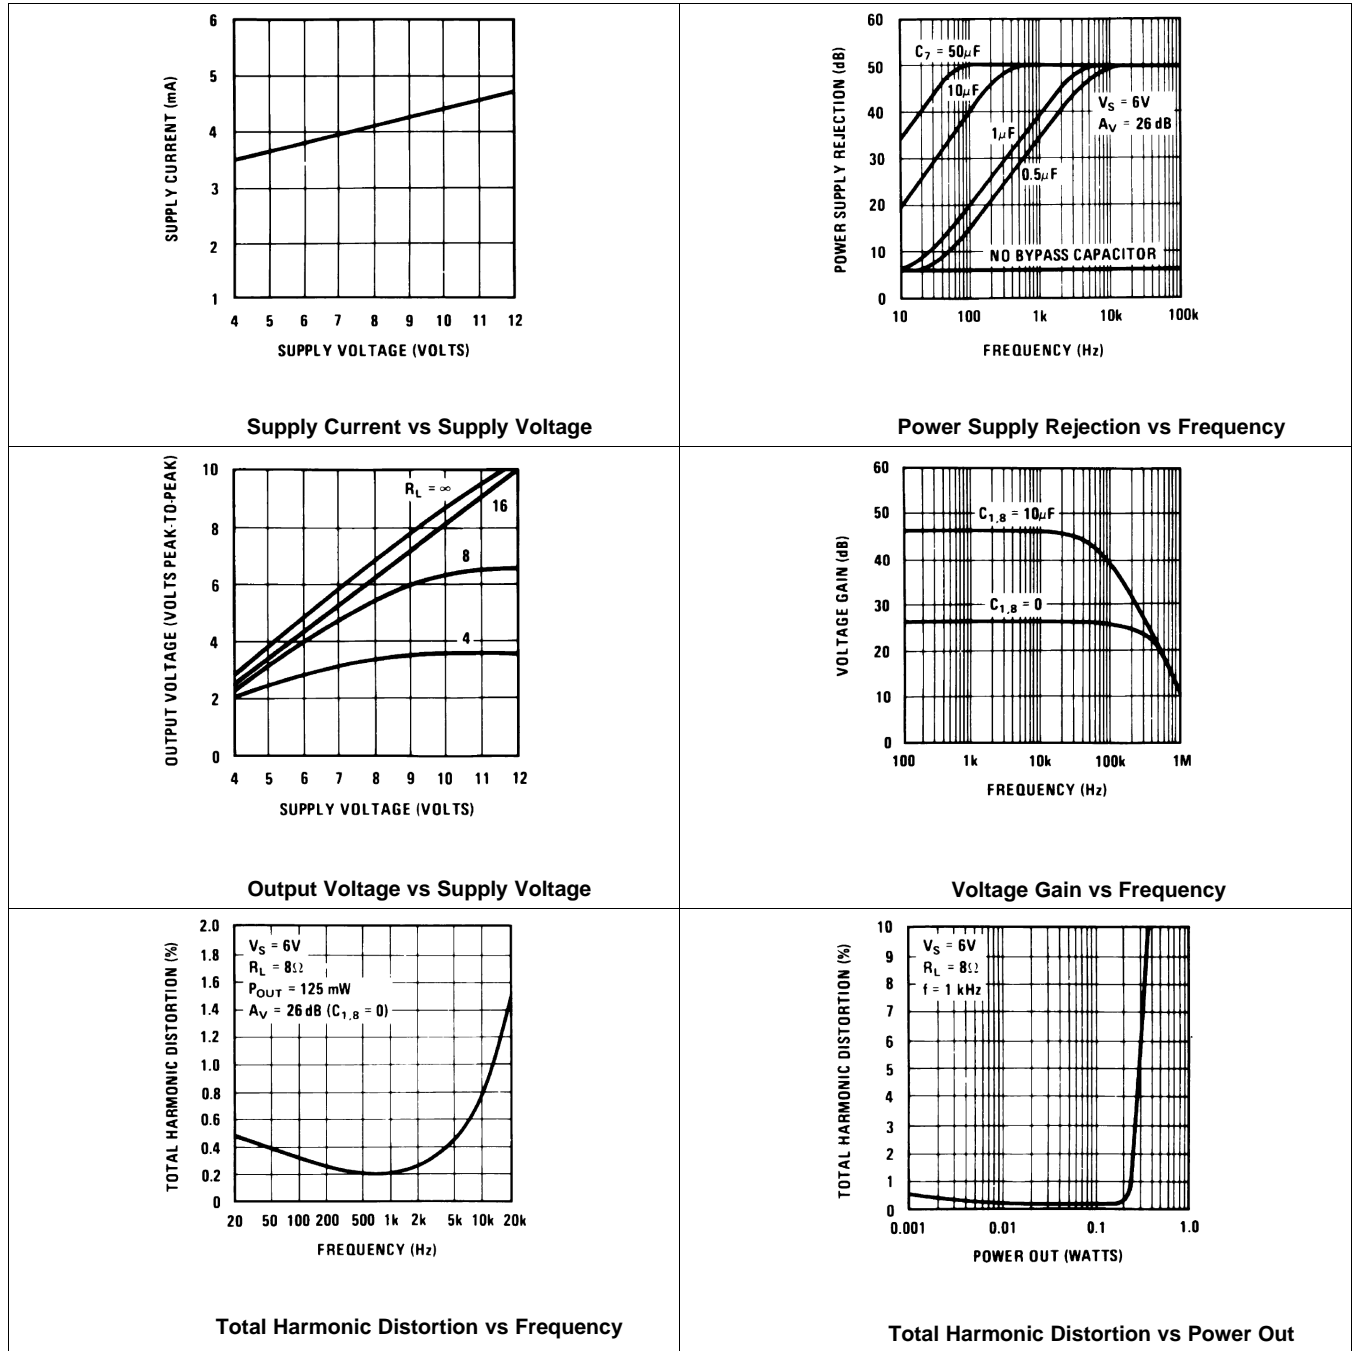 6
5
4
3
2
1
SUPPLY CURRENT (mA)
4 5 6 7 8 9 10 11 12
SUPPLY VOLTAGE (VOLTS)
Supply Current vs Supply Voltage
60
50
40
30
20
10
0
POWER SUPPLY REJECTION (dB)
C7 = 50μF
10μF
1μF
0.5μF
VS = 6V
AV = 26 dB
NO BYPASS CAPACITOR
10 100 1k 10k 100k
FREQUENCY (Hz)
Power Supply Rejection vs Frequency
10
8
6
4
2
0
OUTPUT VOLTAGE (VOLTS PEAK-TO-PEAK)
RL = ∞
16
8
4
4 5 6 7 8 9 10 11 12
SUPPLY VOLTAGE (VOLTS)
Output Voltage vs Supply Voltage
60
50
40
30
20
10
0
VOLTAGE GAIN (dB)
C1,8 = 10μF
C1,8 = 0
100 1k 10k 100k 1M
FREQUENCY (Hz)
Voltage Gain vs Frequency
2.0
1.8
1.6
1.4
1.2
1.0
0.8
0.6
0.4
0.2
0
TOTAL HARMONIC DISTORTION (%)
VS = 6V
RL = 8Ω
POUT = 125 mW
AV = 26 dB (C1,8 = 0)
20 50 100 200 500 1k 2k 5k 10k 20k
FREQUENCY (Hz)
Total Harmonic Distortion vs Frequency
10
9
8
7
6
5
4
3
2
1
0
TOTAL HARMONIC DISTORTION (%)
VS = 6V
RL = 8Ω
f = 1 kHz
0.001 0.01 0.1 1.0
POWER OUT (WATTS)
Total Harmonic Distortion vs Power Out